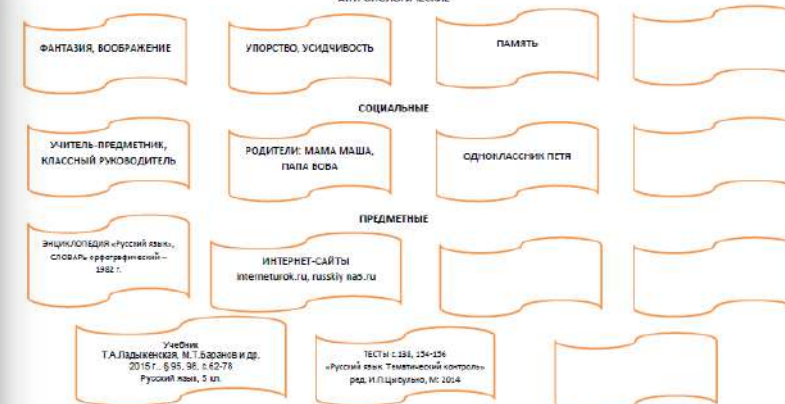 ФАНТАЗИЯ, ВООБРАЖЕНИЕ
УПОРСТВО, УСИДЧИВОСТЬ
ПАМЯТЬ
СОЦИАЛЬНЫЕ
УЧИТЕЛЬ-ПРЕДМЕТНИК,
КЛАССНЫЙ РУКОВОДИТЕЛЬ
РОДИТЕЛИ: МАМА МАША,
ПАПА ВОВА
ОДНОКЛАССНИК ПЕТЯ
ПРЕДМЕТНЫЕ
ЭНЦИКЛОПЕДИЯ «Русский язык»,
СЛОВАРЬ орфографический –
1982 г.
ИНТЕРНЕТ-САЙТЫ
interneturok.ru, russkiy na5.ru
Учебник
Т.А.Ладыженская, М.Т.Баранов и др.
2015 г., § 95, 98, с.62-78
Русский язык, 5 кл.
ТЕСТЫ с.138, 154-156
«Русский язык. Тематический контроль»
ред. И.П.Цыбулько, М: 2014